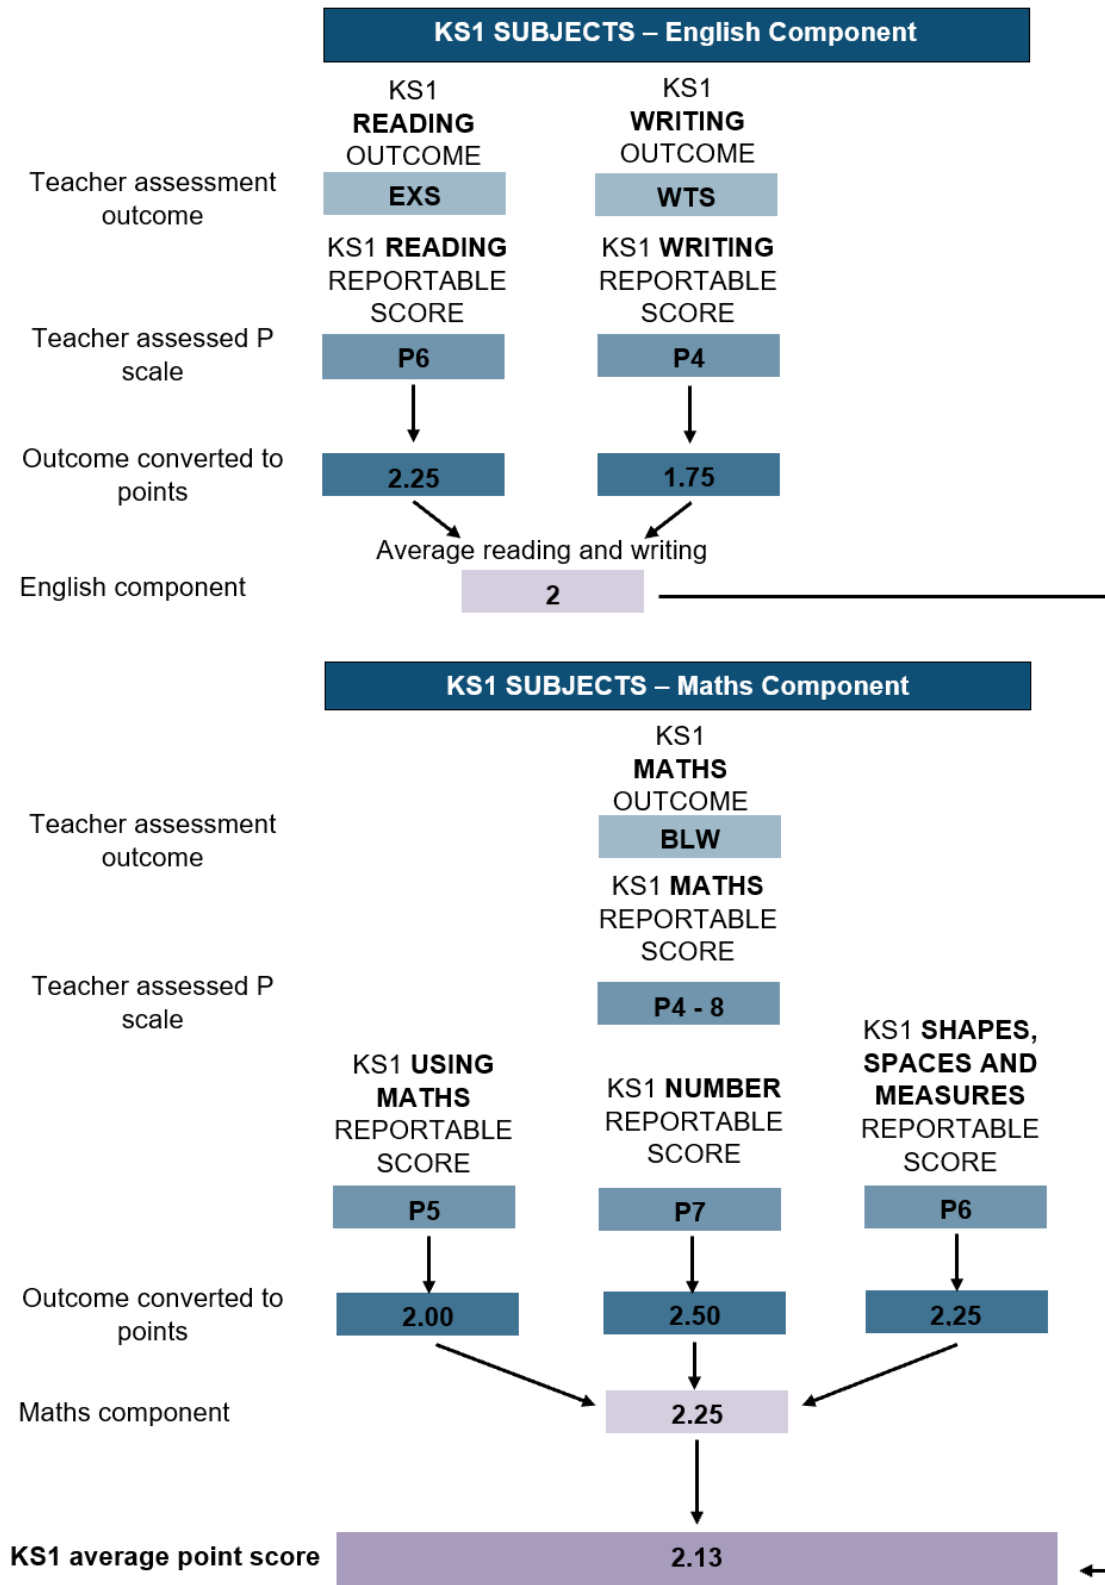 KS1 SUBJECTS – English Component
KS1
READING
OUTCOME
KS1
WRITING
OUTCOME
Teacher assessment
outcome
EXS
WTS
KS1 READING
REPORTABLE
SCORE
KS1 WRITING
REPORTABLE
SCORE
Teacher assessed P
scale
P6
P4
Outcome converted to
points
2.25
1.75
Average reading and writing
English component
2
KS1 SUBJECTS – Maths Component
KS1
MATHS
OUTCOME
Teacher assessment
outcome
BLW
KS1 MATHS
REPORTABLE
SCORE
Teacher assessed P
scale
P4 - 8
KS1 USING
MATHS
REPORTABLE
SCORE
KS1 NUMBER
REPORTABLE
SCORE
KS1 SHAPES,
SPACES AND
MEASURES
REPORTABLE
SCORE
P5
P7
P6
Outcome converted to
points
2.00
2.50
2,25
Maths component
2.25
KS1 average point score
2.13